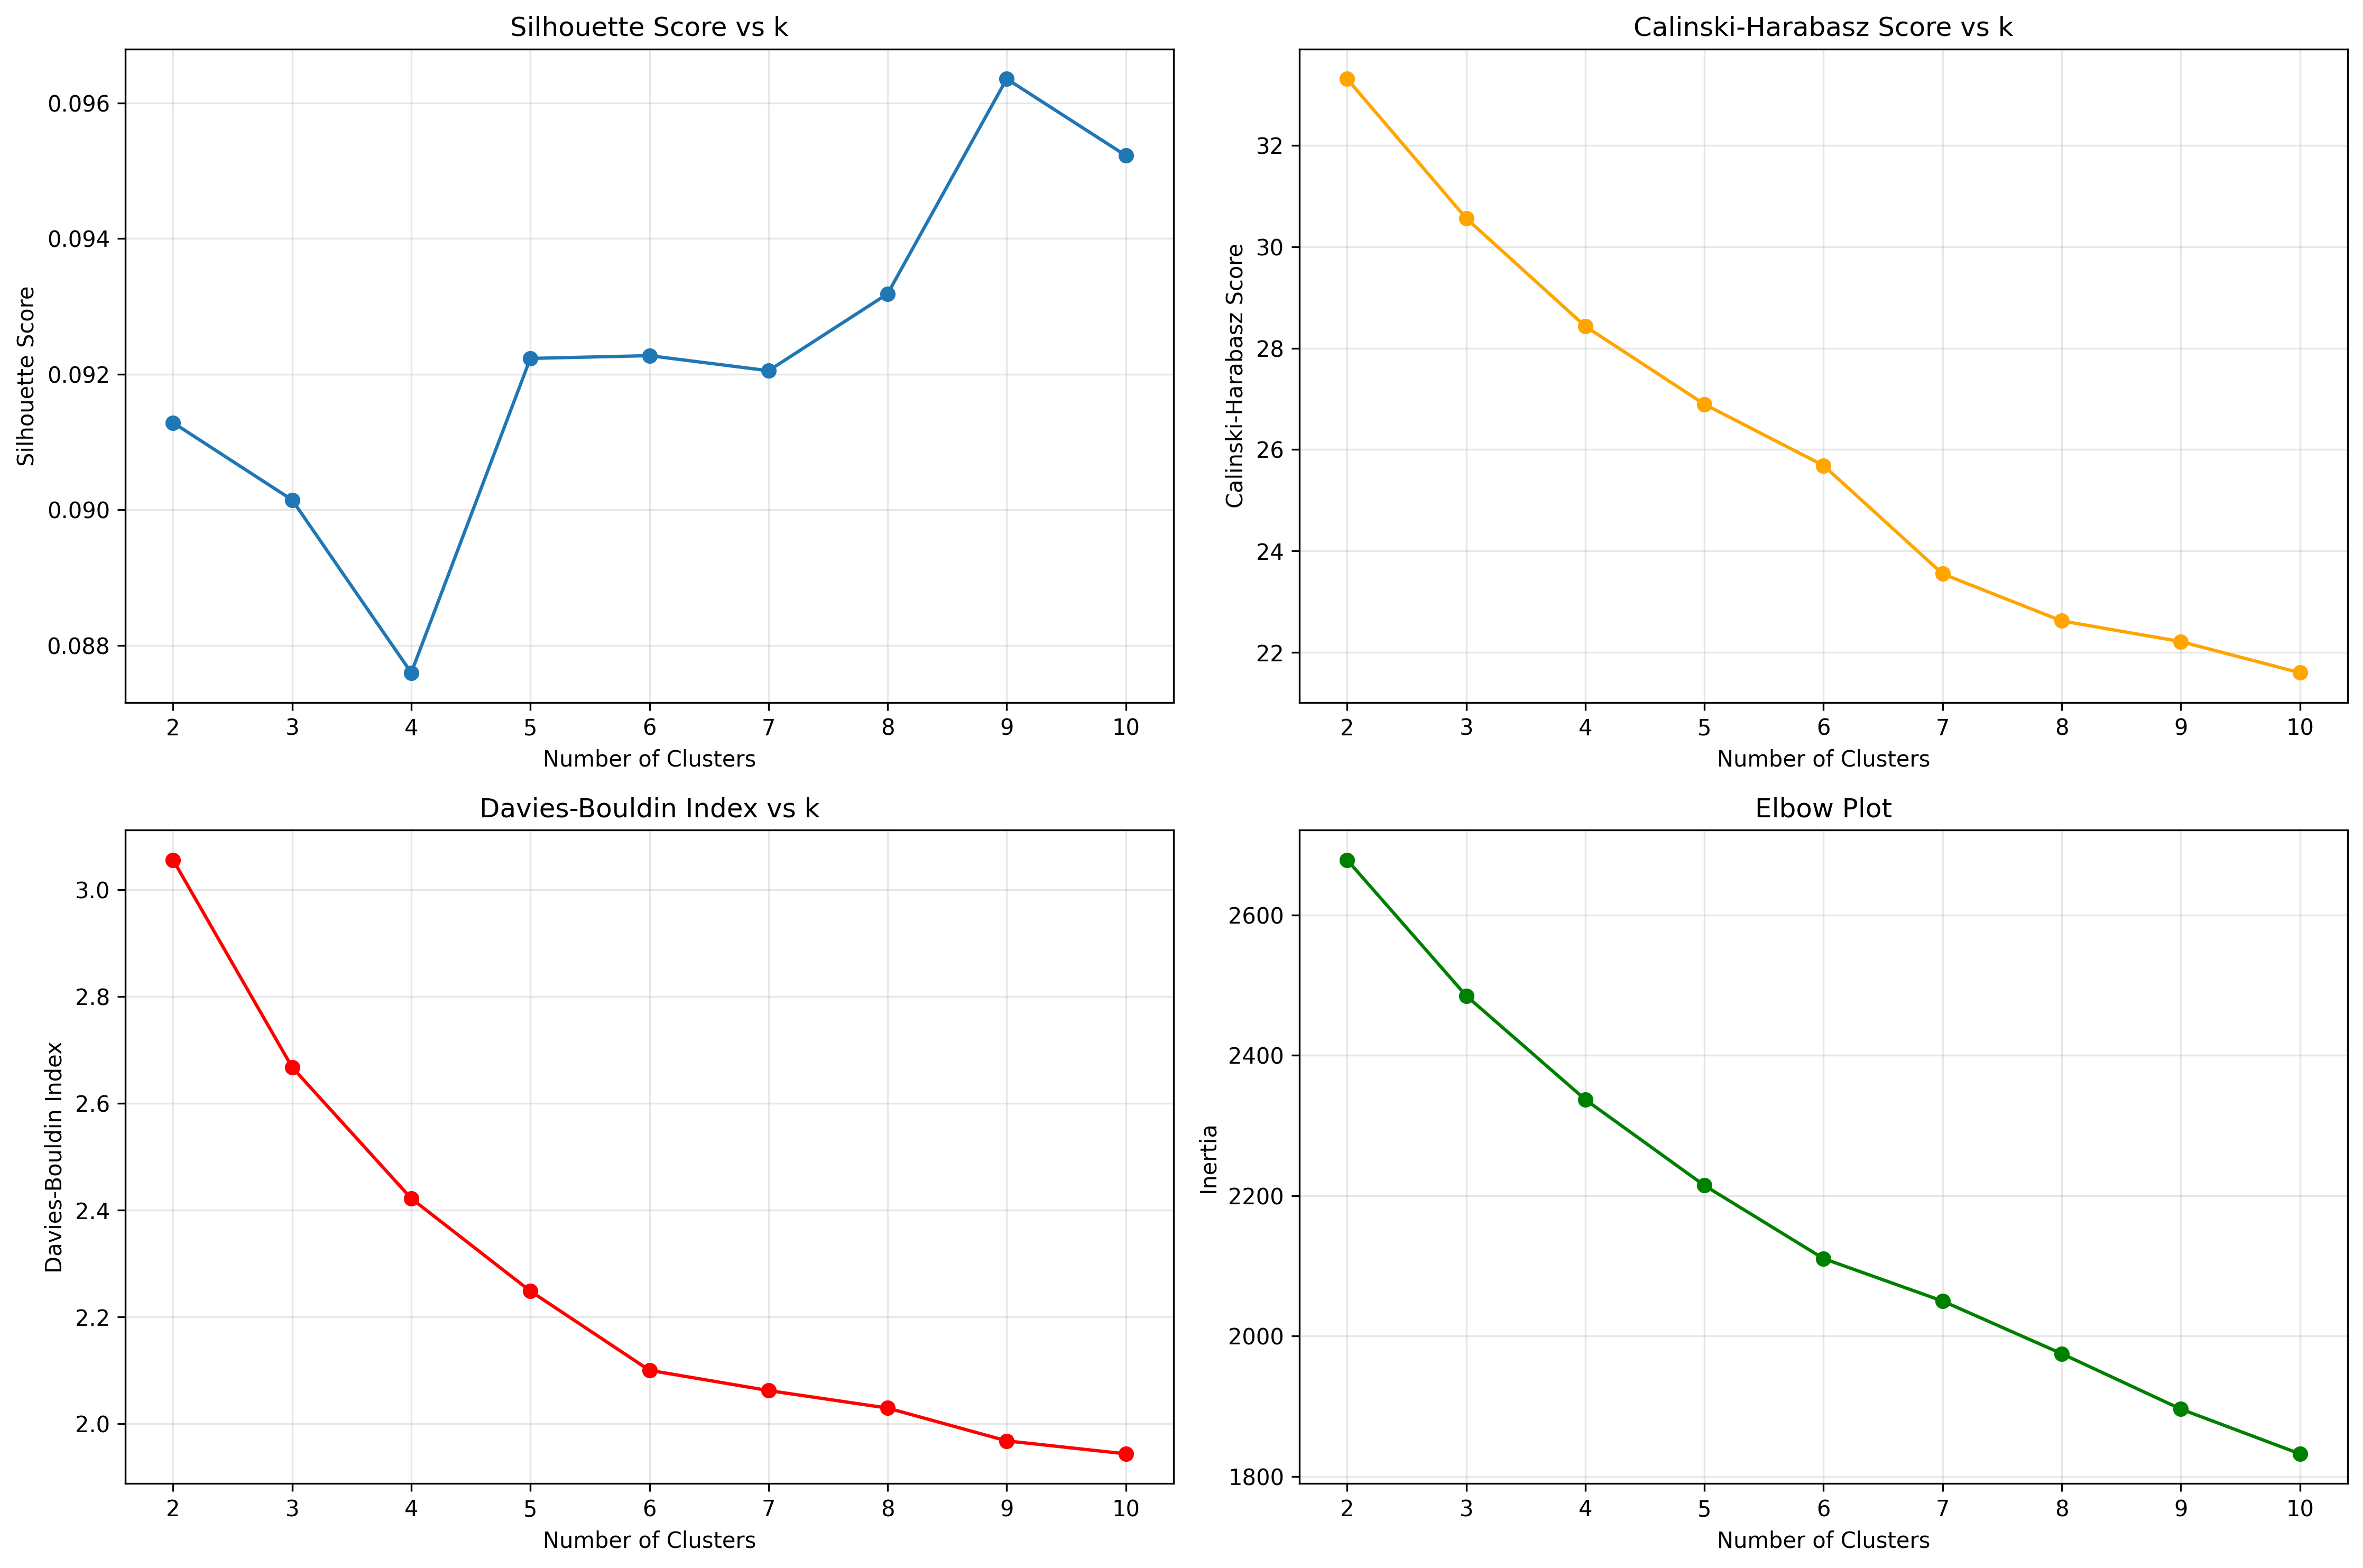 Silhouette Score vs k
Silhouette Score
0.096
0.094
0.092
0.090
0.088
2 3 4 5 6 7 8 9 10
Number of Clusters
Calinski-Harabasz Score vs k
Calinski-Harabasz Score
32
30
28
26
24
22
2 3 4 5 6 7 8 9 10
Number of Clusters
Davies-Bouldin Index vs k
Davies-Bouldin Index
3.0
2.8
2.6
2.4
2.2
2.0
2 3 4 5 6 7 8 9 10
Number of Clusters
Elbow Plot
Inertia
2600
2400
2200
2000
1800
2 3 4 5 6 7 8 9 10
Number of Clusters